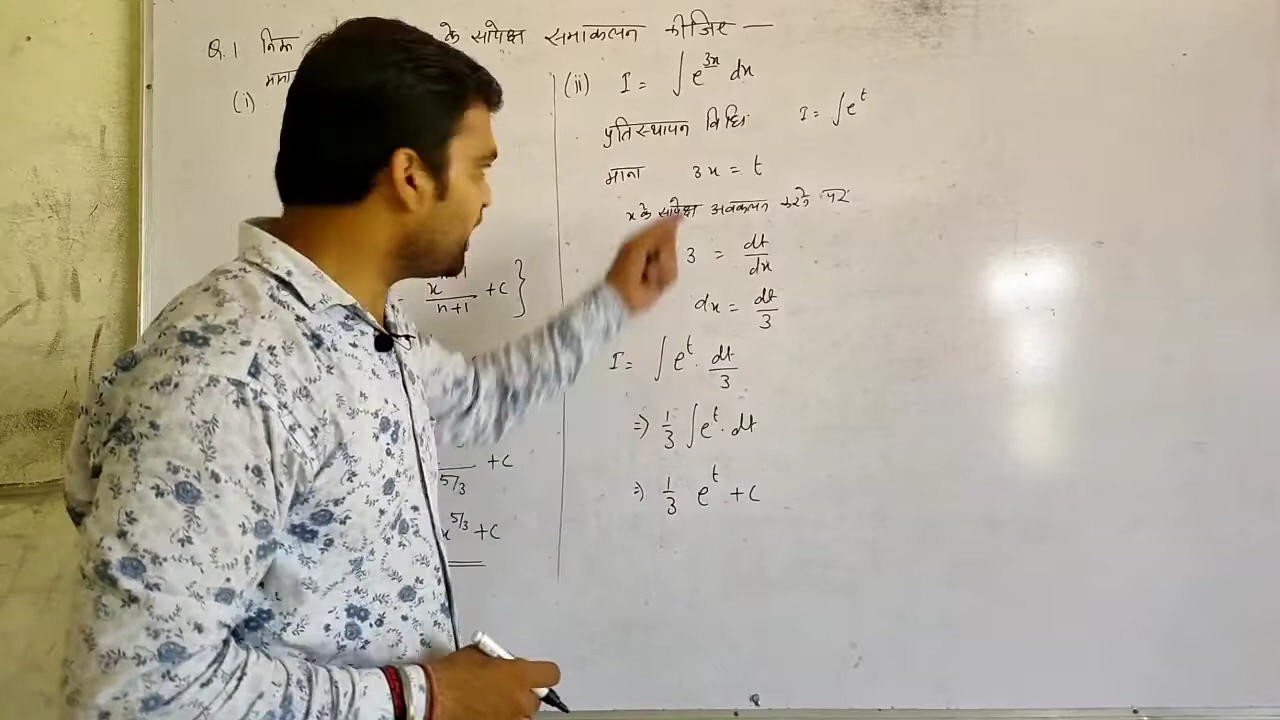 Q.1 निम्न के सापेक्ष समाकलन कीजिए —
(i)
x^{n+1}/(n+1) + c }
/(5/3) + c
x^{5/3} + c
(ii) I = ∫ e^{3x} dx
प्रतिस्थापन विधि I = ∫ e^t
माना 3x = t
x के सापेक्ष अवकलन करने पर
3 = dt/dx
dx = dt/3
I = ∫ e^t . dt/3
⇒ 1/3 ∫ e^t . dt
⇒ 1/3 e^t + c